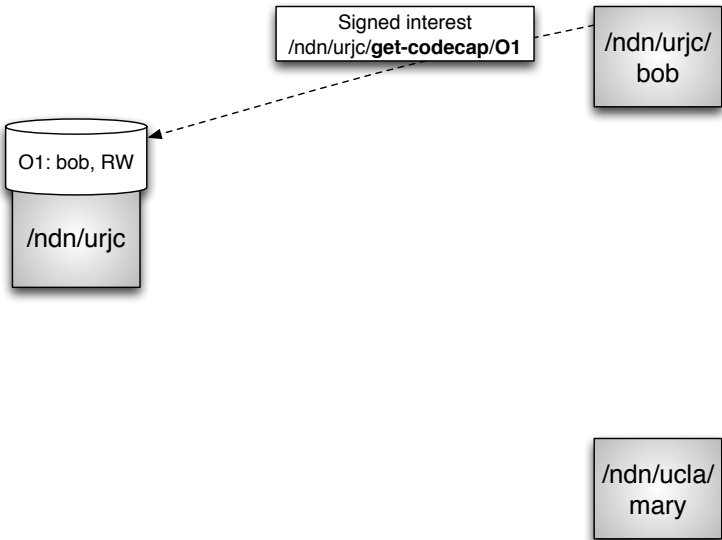 Signed interest
/ndn/urjc/get-codecap/O1
/ndn/urjc/
bob
O1: bob, RW
/ndn/urjc
/ndn/ucla/
mary